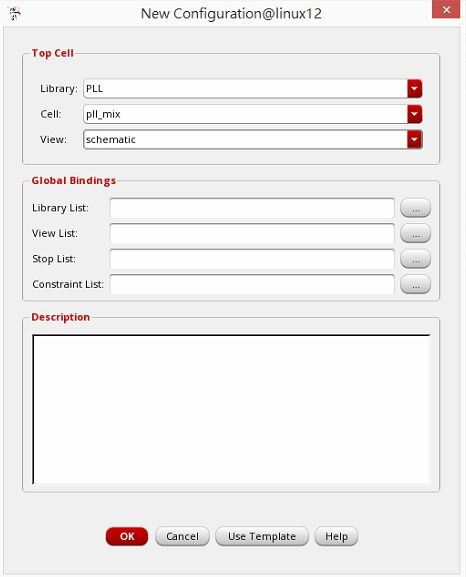 New Configuration@linux12
Top Cell
Library: PLL
Cell: pll_mix
View: schematic
Global Bindings
Library List: ...
View List: ...
Stop List: ...
Constraint List: ...
Description
OK Cancel Use Template Help